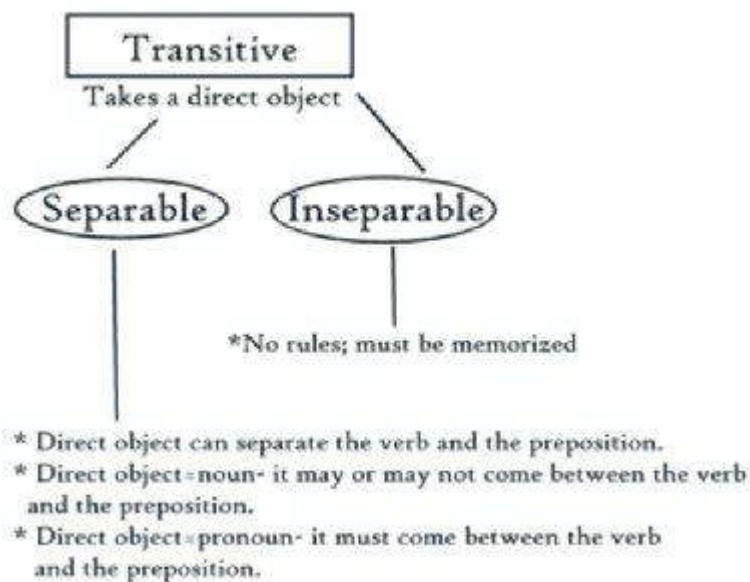 Transitive
Takes a direct object
Separable
Inseparable
*No rules; must be memorized
* Direct object can separate the verb and the preposition.
* Direct object=noun- it may or may not come between the verb
and the preposition.
* Direct object=pronoun- it must come between the verb
and the preposition.